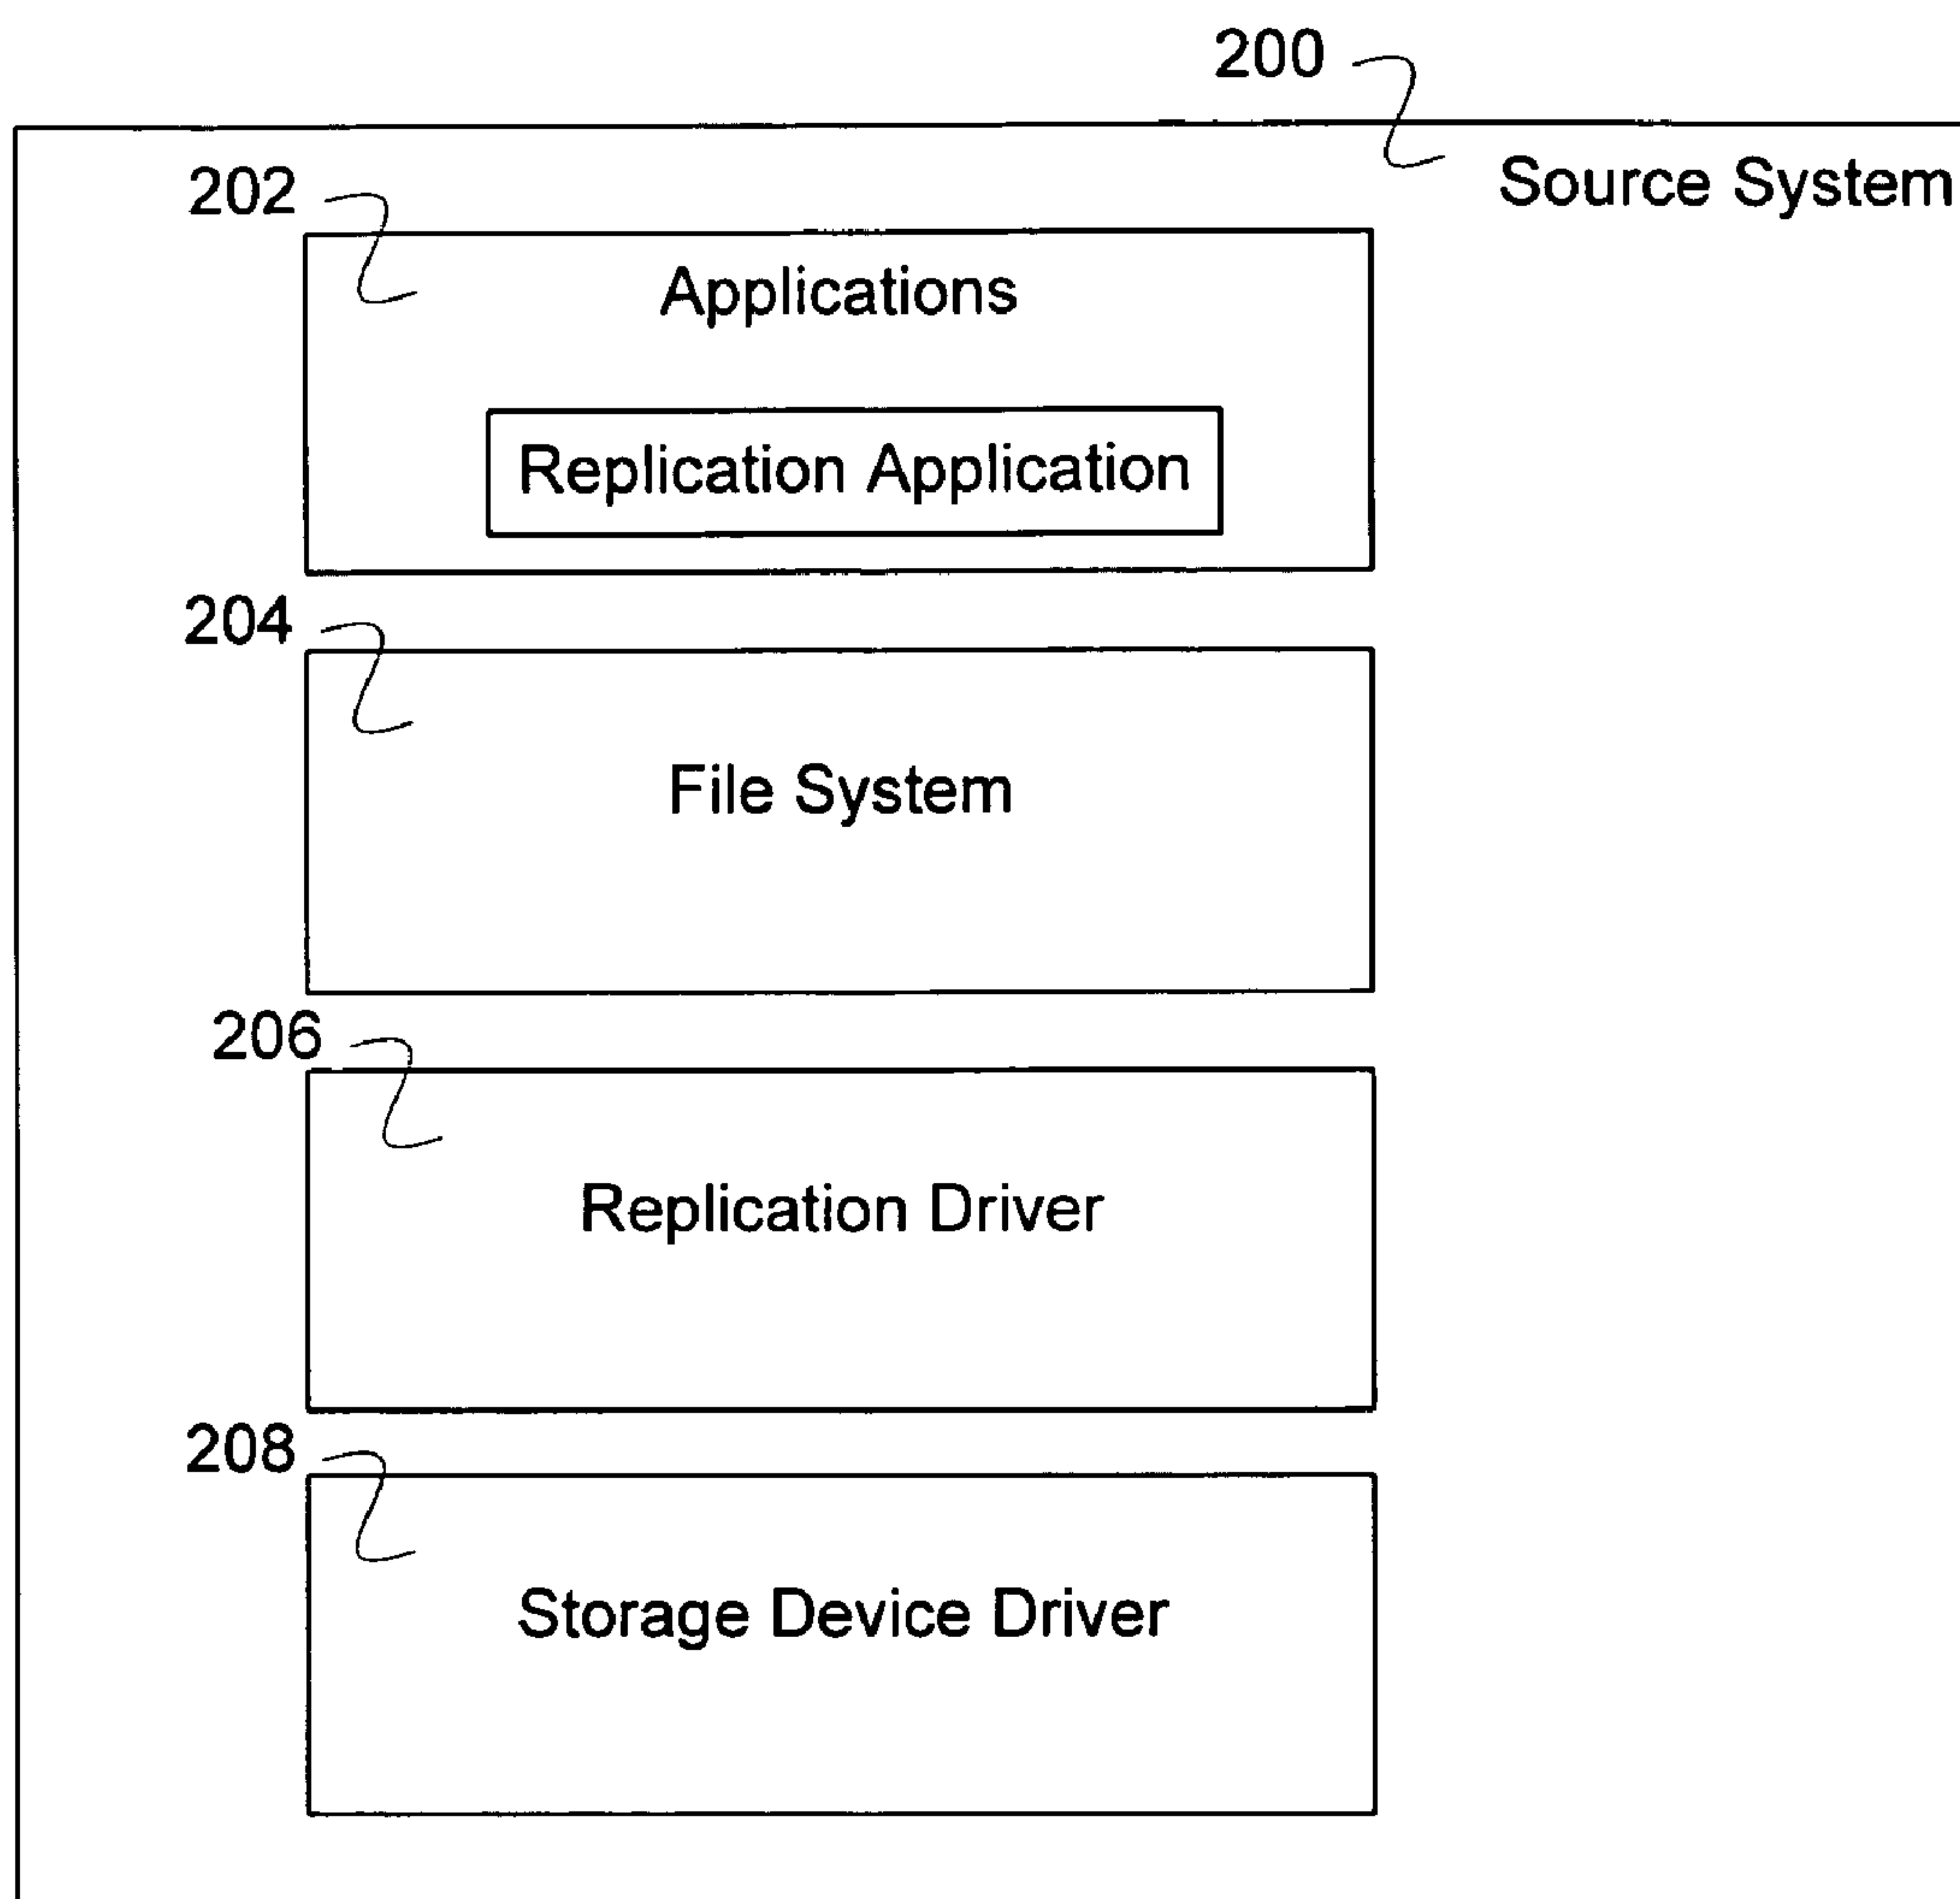 200
Source System
202
Applications
Replication Application
204
File System
206
Replication Driver
208
Storage Device Driver